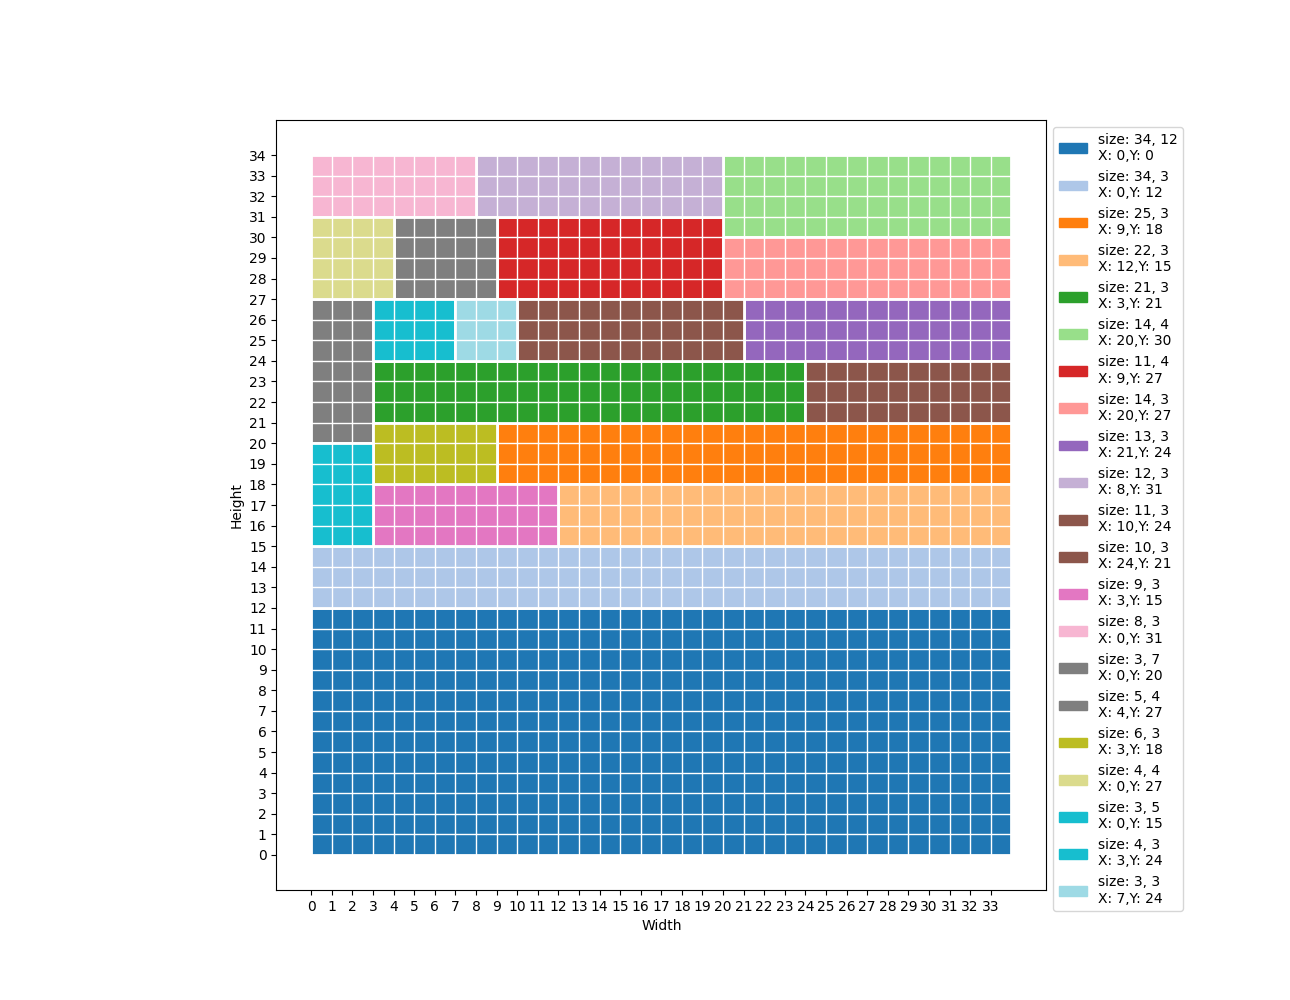 34
33
32
31
30
29
28
27
26
25
24
23
22
21
20
19
18
17
16
15
14
13
12
11
10
9
8
7
6
5
4
3
2
1
0
Height
0 1 2 3 4 5 6 7 8 9 10 11 12 13 14 15 16 17 18 19 20 21 22 23 24 25 26 27 28 29 30 31 32 33
Width
size: 34, 12
X: 0,Y: 0
size: 34, 3
X: 0,Y: 12
size: 25, 3
X: 9,Y: 18
size: 22, 3
X: 12,Y: 15
size: 21, 3
X: 3,Y: 21
size: 14, 4
X: 20,Y: 30
size: 11, 4
X: 9,Y: 27
size: 14, 3
X: 20,Y: 27
size: 13, 3
X: 21,Y: 24
size: 12, 3
X: 8,Y: 31
size: 11, 3
X: 10,Y: 24
size: 10, 3
X: 24,Y: 21
size: 9, 3
X: 3,Y: 15
size: 8, 3
X: 0,Y: 31
size: 3, 7
X: 0,Y: 20
size: 5, 4
X: 4,Y: 27
size: 6, 3
X: 3,Y: 18
size: 4, 4
X: 0,Y: 27
size: 3, 5
X: 0,Y: 15
size: 4, 3
X: 3,Y: 24
size: 3, 3
X: 7,Y: 24